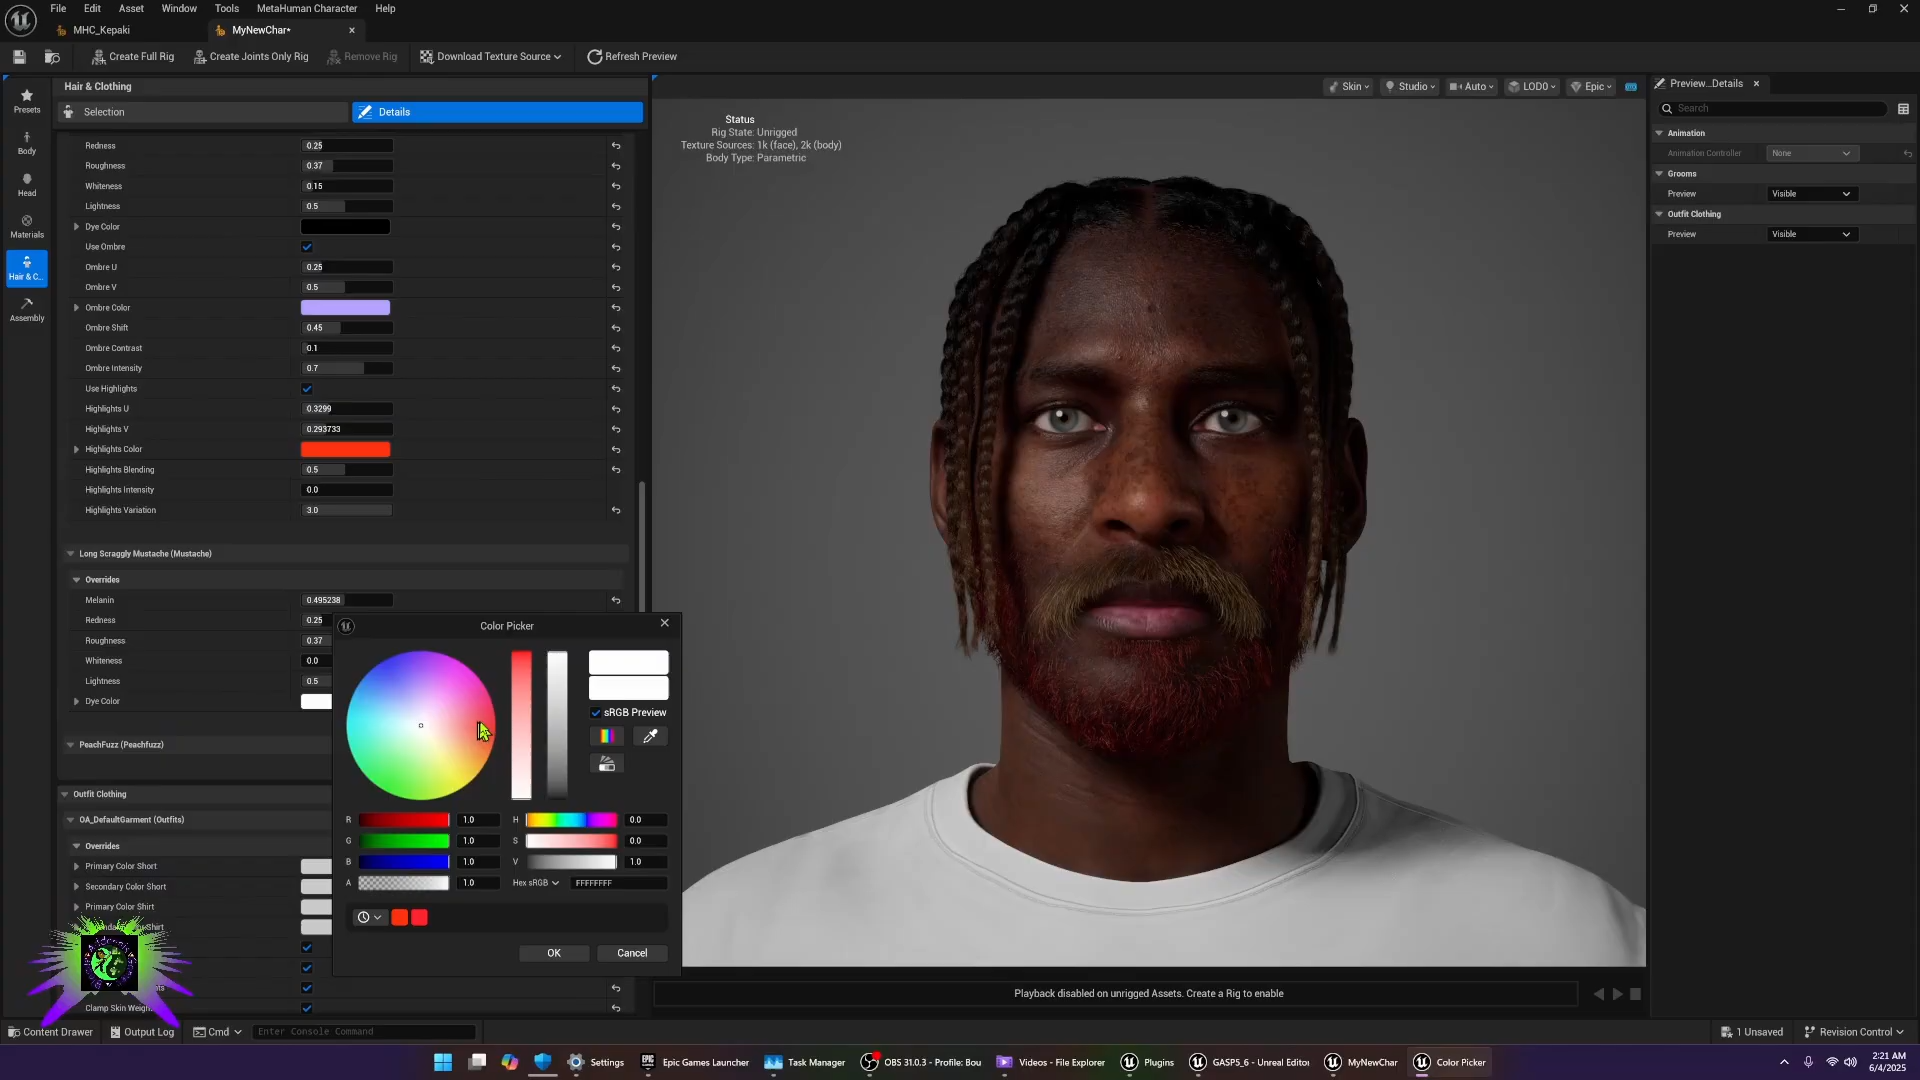 File Edit Asset Window Tools MetaHuman Character Help
MHC_Kepaki
MyNewChar*
Create Full Rig
Create Joints Only Rig
Remove Rig
Download Texture Source
Refresh Preview
Presets
Body
Head
Materials
Hair & C...
Assembly
Hair & Clothing
Selection
Details
Redness 0.25
Roughness 0.37
Whiteness 0.15
Lightness 0.5
Dye Color
Use Ombre
Ombre U 0.25
Ombre V 0.5
Ombre Color
Ombre Shift 0.45
Ombre Contrast 0.1
Ombre Intensity 0.7
Use Highlights
Highlights U 0.3299
Highlights V 0.293733
Highlights Color
Highlights Blending 0.5
Highlights Intensity 0.0
Highlights Variation 3.0
Long Scraggly Mustache (Mustache)
Overrides
Melanin 0.495238
Redness 0.25
Roughness 0.37
Whiteness 0.0
Lightness 0.5
Dye Color
PeachFuzz (Peachfuzz)
Outfit Clothing
OA_DefaultGarment (Outfits)
Overrides
Primary Color Short
Secondary Color Short
Primary Color Shirt
Clamp Skin Weigh
Color Picker
sRGB Preview
R 1.0 H 0.0
G 1.0 S 0.0
B 1.0 V 1.0
A 1.0 Hex sRGB FFFFFFFF
OK Cancel
Skin Studio Auto LOD0 Epic
Status
Rig State: Unrigged
Texture Sources: 1k (face), 2k (body)
Body Type: Parametric
Playback disabled on unrigged Assets. Create a Rig to enable
Preview...Details
Search
Animation
Animation Controller None
Grooms
Preview Visible
Outfit Clothing
Preview Visible
Content Drawer Output Log Cmd Enter Console Command
1 Unsaved Revision Control
Settings Epic Games Launcher Task Manager OBS 31.0.3 - Profile: Bou Videos - File Explorer Plugins GASP5_6 - Unreal Editor MyNewChar Color Picker
2:21 AM
6/4/2025